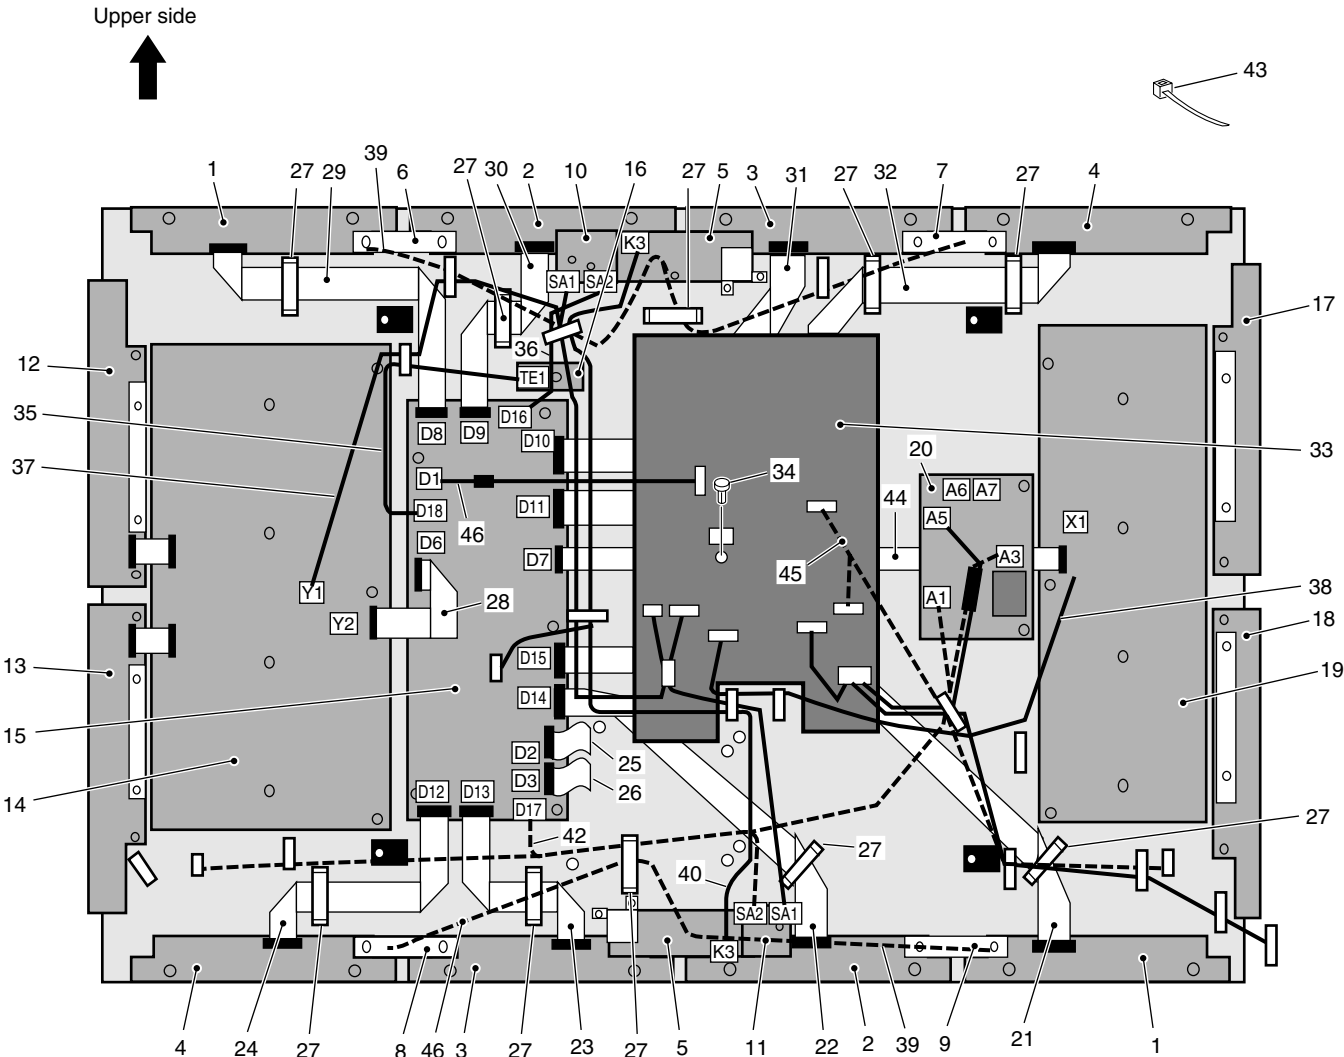 Upper side
43
1 27 39 29 6 27 30 2 10 16 5 27 3 31 27 32 7 27 4
K3
SA1 SA2
17
12
36
TE1
D16
35
D8 D9 D10
20
33
37
D1
34
A6 A7
D18 46 D11
A5 44 X1
D6
D7
45
A3
Y1
28
A1
38
Y2
18
13
D15
19
D14
15
D2 25
14
D3 26
D12 D13
D17
42
27
27
40
SA2 SA1
K3
4 24 27 8 46 3 27 23 27 5 11 22 2 39 9 21 1